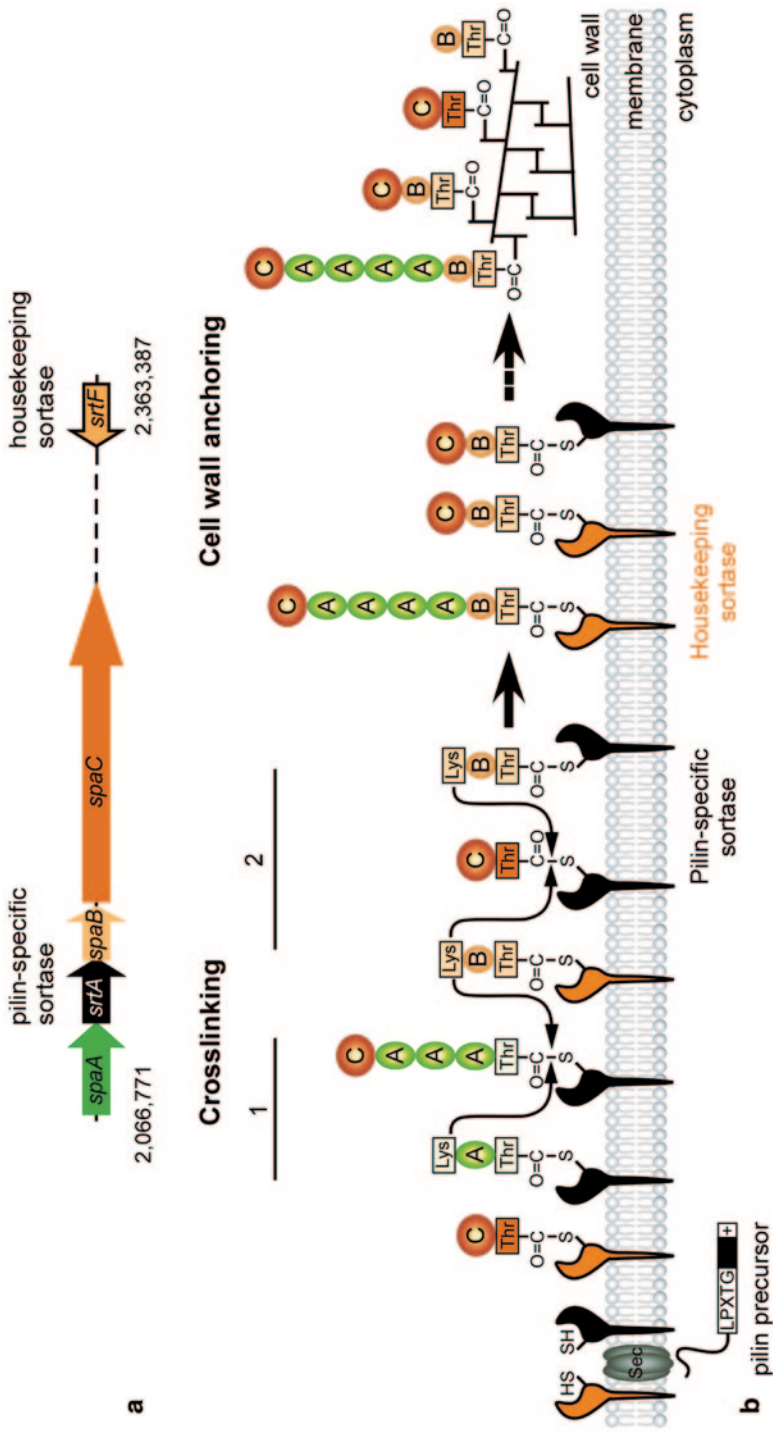 a
pilin-specific
sortase
housekeeping
sortase
spaA
srtA
spaB
spaC
srtF
2,066,771
2,363,387
Crosslinking
Cell wall anchoring
1
2
C
A
A
A
A
B
Thr
O=C
C
B
Thr
C=O
C
Thr
C=O
B
Thr
C=O
HS
SH
C
Thr
O=C
S
Lys
A
Thr
O=C
S
C
A
A
A
Thr
O=C
S
Lys
B
Thr
O=C
S
C
Thr
C=O
S
Lys
B
Thr
O=C
S
C
A
A
A
A
B
Thr
O=C
S
C
B
Thr
O=C
S
C
B
Thr
O=C
S
cell wall
membrane
cytoplasm
Sec
LPXTG +
pilin precursor
Pilin-specific
sortase
Housekeeping
sortase
b